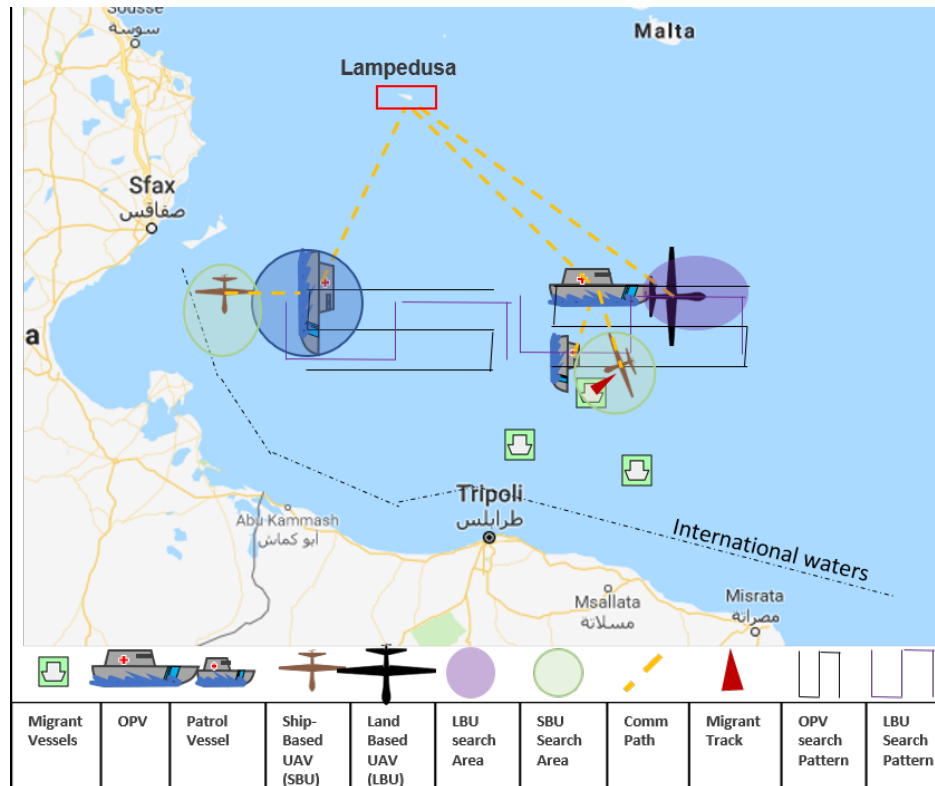 Sousse
سوسة
Malta
Lampedusa
Sfax
صفاقس
a
Tripoli
طرابلس
Abu Kammash
أبو كماش
International waters
Msallata
مسلاتة
Misrata
مصراتة
Migrant Vessels
OPV
Patrol Vessel
Ship-Based UAV (SBU)
Land Based UAV (LBU)
LBU search Area
SBU Search Area
Comm Path
Migrant Track
OPV search Pattern
LBU Search Pattern